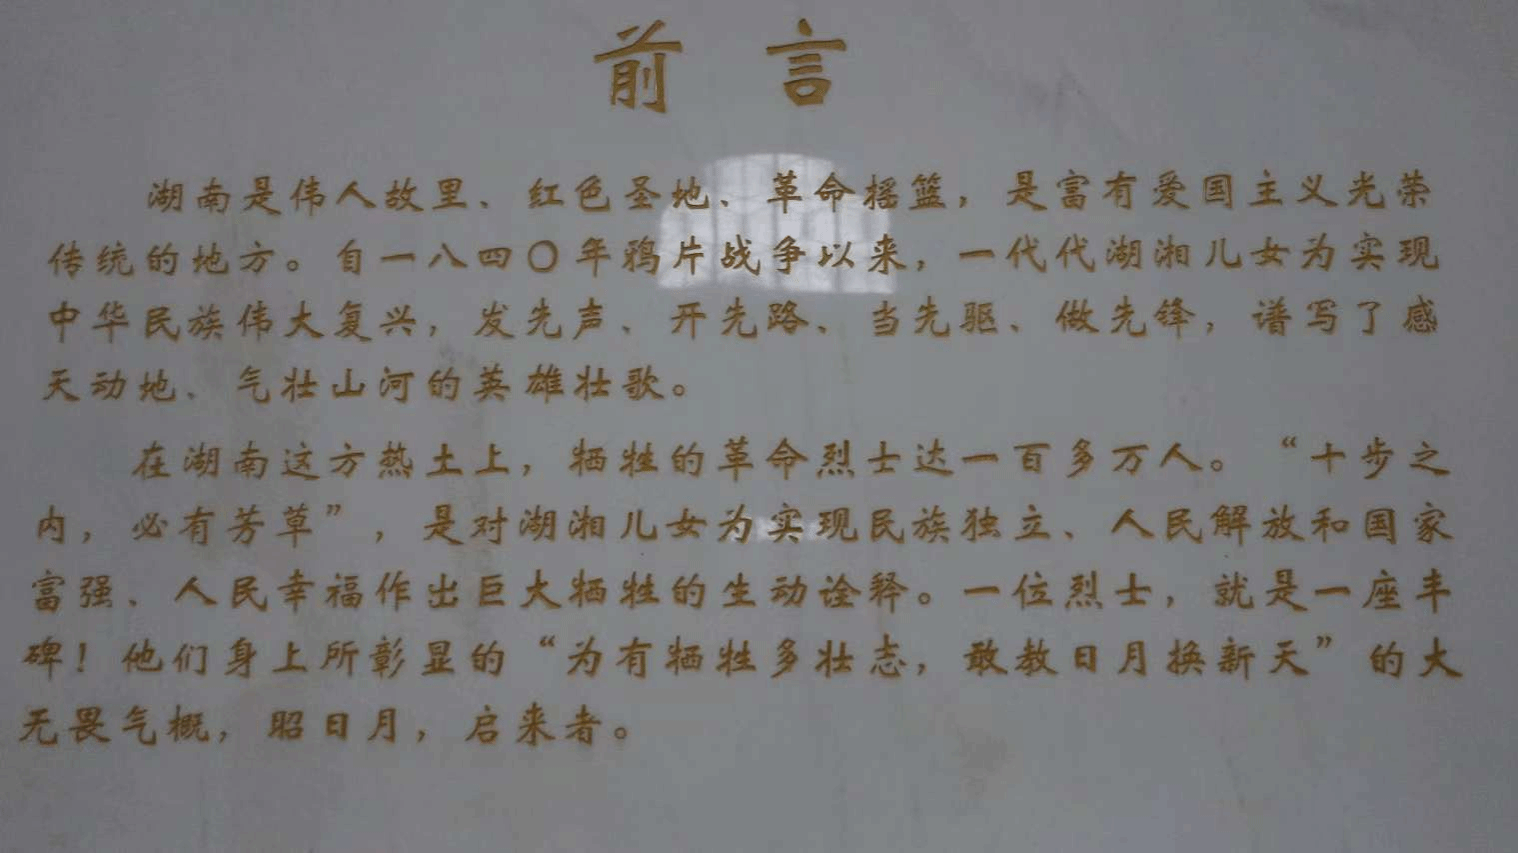 前言
湖南是伟人故里、红色圣地、革命摇篮，是富有爱国主义光荣
传统的地方。自一八四〇年鸦片战争以来，一代代湖湘儿女为实现
中华民族伟大复兴，发先声、开先路、当先驱、做先锋，谱写了感
天动地、气壮山河的英雄壮歌。
在湖南这方热土上，牺牲的革命烈士达一百多万人。“十步之
内，必有芳草”，是对湖湘儿女为实现民族独立、人民解放和国家
富强、人民幸福作出巨大牺牲的生动诠释。一位烈士，就是一座丰
碑！他们身上所彰显的“为有牺牲多壮志，敢教日月换新天”的大
无畏气概，昭日月，启来者。